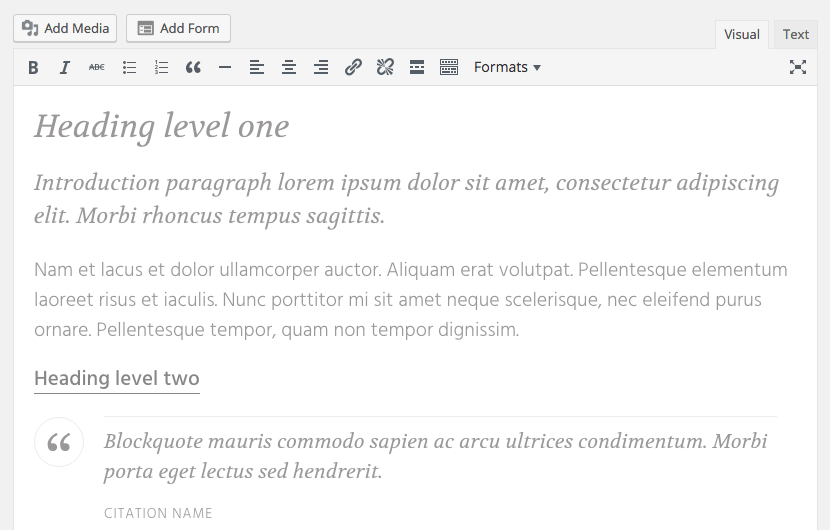 Add Media Add Form
Visual Text
B I ABC Formats
Heading level one
Introduction paragraph lorem ipsum dolor sit amet, consectetur adipiscing
elit. Morbi rhoncus tempus sagittis.
Nam et lacus et dolor ullamcorper auctor. Aliquam erat volutpat. Pellentesque elementum
laoreet risus et iaculis. Nunc porttitor mi sit amet neque scelerisque, nec eleifend purus
ornare. Pellentesque tempor, quam non tempor dignissim.
Heading level two
“ Blockquote mauris commodo sapien ac arcu ultrices condimentum. Morbi
porta eget lectus sed hendrerit.
CITATION NAME